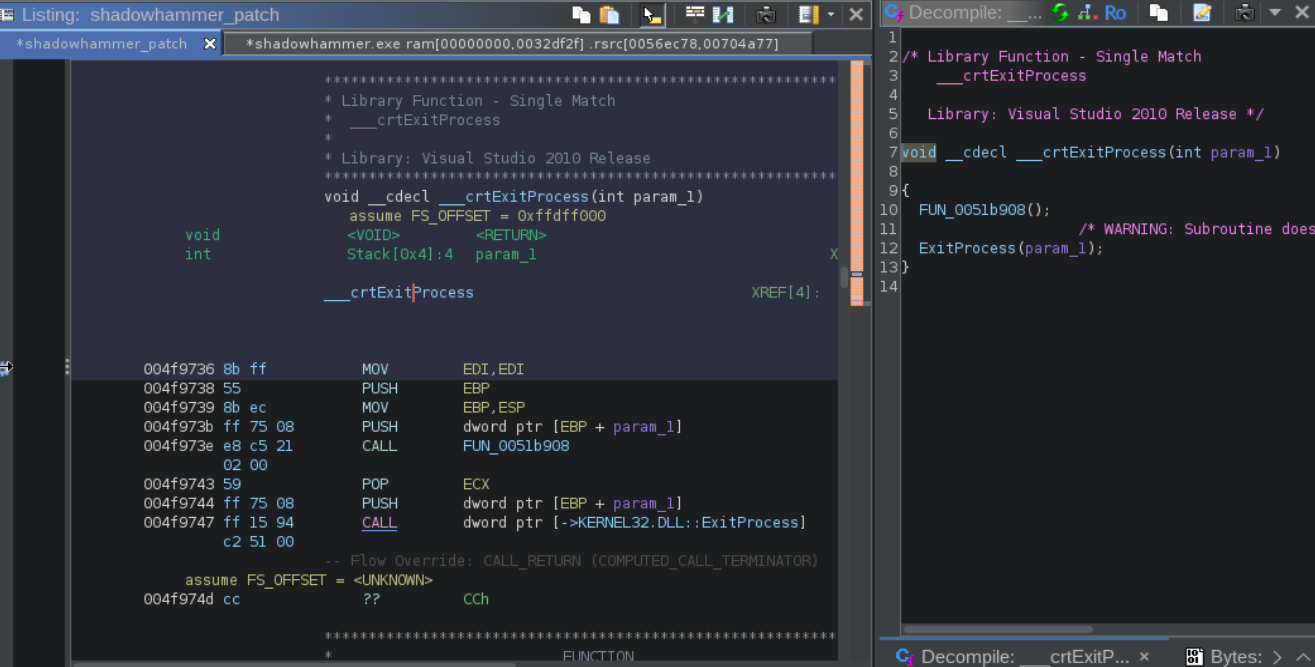 Listing: shadowhammer_patch
*shadowhammer_patch
*shadowhammer.exe ram[00000000,0032df2f] .rsrc[0056ec78,00704a77]
************************************************************
* Library Function - Single Match
*  ___crtExitProcess
*
* Library: Visual Studio 2010 Release
************************************************************
void __cdecl ___crtExitProcess(int param_1)
assume FS_OFFSET = 0xffdff000
void <VOID> <RETURN>
int Stack[0x4]:4 param_1 X
___crtExitProcess XREF[4]:
004f9736 8b ff MOV EDI,EDI
004f9738 55 PUSH EBP
004f9739 8b ec MOV EBP,ESP
004f973b ff 75 08 PUSH dword ptr [EBP + param_1]
004f973e e8 c5 21 CALL FUN_0051b908
02 00
004f9743 59 POP ECX
004f9744 ff 75 08 PUSH dword ptr [EBP + param_1]
004f9747 ff 15 94 CALL dword ptr [->KERNEL32.DLL::ExitProcess]
c2 51 00
-- Flow Override: CALL_RETURN (COMPUTED_CALL_TERMINATOR)
assume FS_OFFSET = <UNKNOWN>
004f974d cc ?? CCh
************************************************************
* FUNCTION
Decompile: __...
Ro
1
2 /* Library Function - Single Match
3 ___crtExitProcess
4
5 Library: Visual Studio 2010 Release */
6
7 void __cdecl ___crtExitProcess(int param_1)
8
9 {
10 FUN_0051b908();
11 /* WARNING: Subroutine does
12 ExitProcess(param_1);
13 }
14
Decompile: ___crtExitP... ×
Bytes: